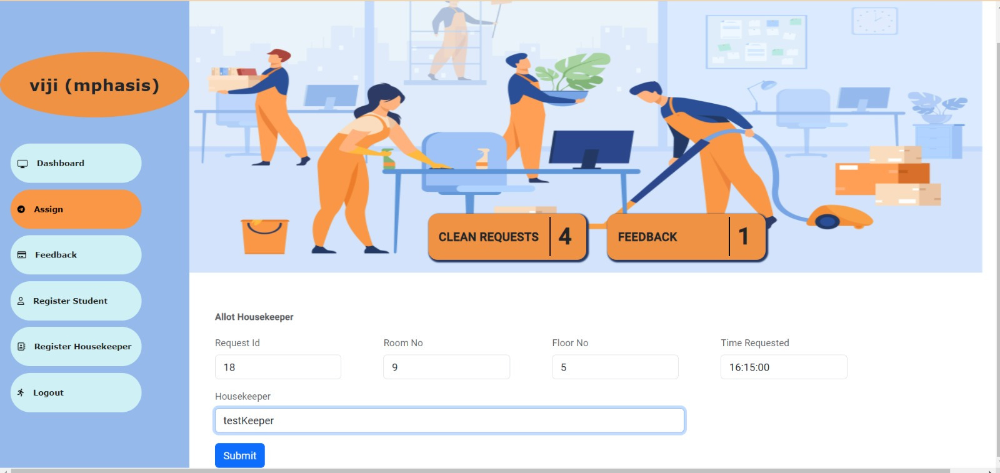 viji (mphasis)
Dashboard
Assign
Feedback
Register Student
Register Housekeeper
Logout
CLEAN REQUESTS 4
FEEDBACK 1
Allot Housekeeper
Request Id Room No Floor No Time Requested
18 9 5 16:15:00
Housekeeper
testKeeper
Submit